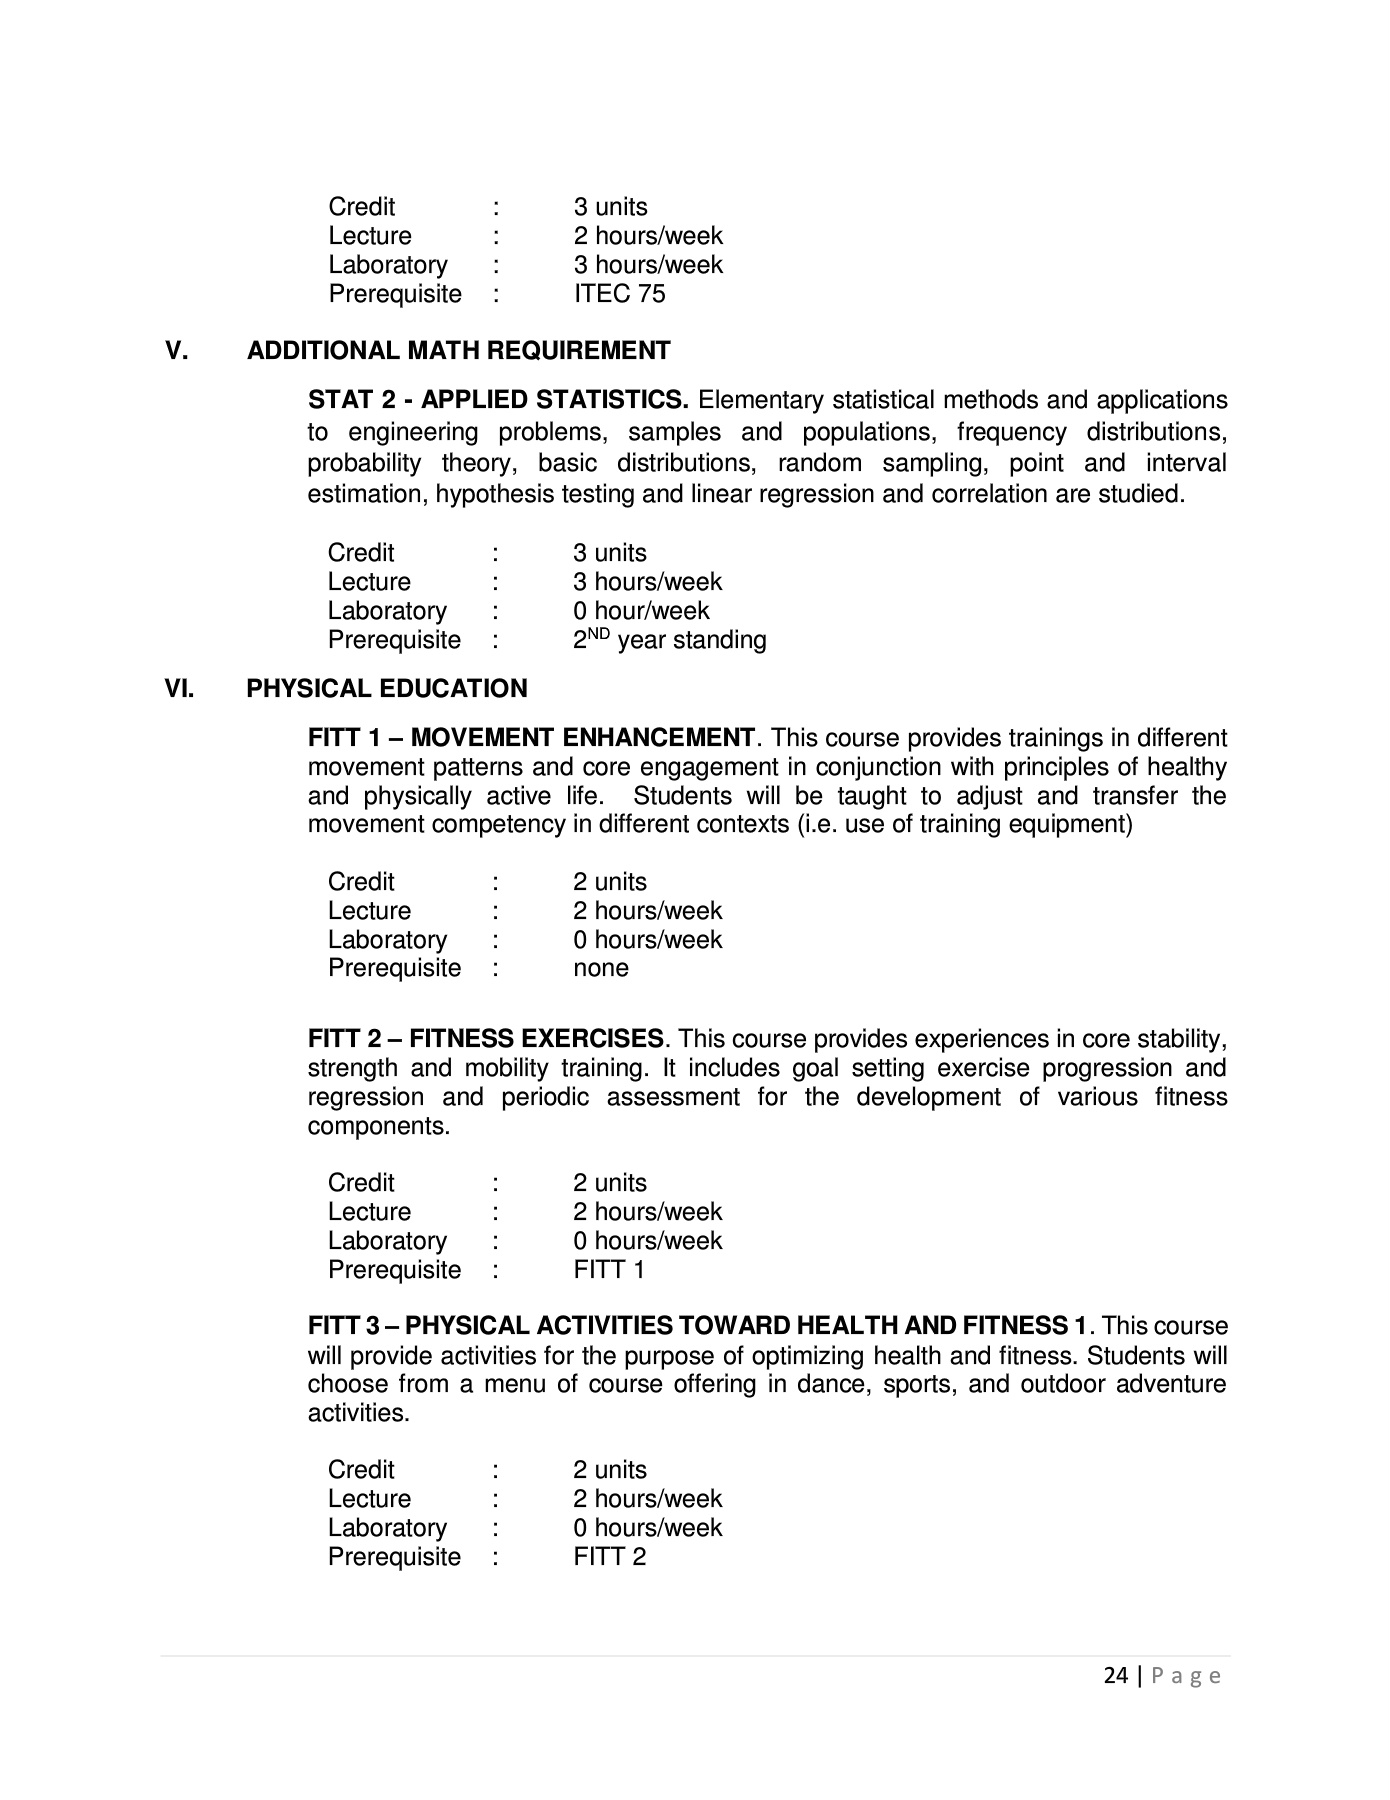 Credit : 3 units
Lecture : 2 hours/week
Laboratory : 3 hours/week
Prerequisite : ITEC 75
V. ADDITIONAL MATH REQUIREMENT
STAT 2 - APPLIED STATISTICS. Elementary statistical methods and applications
to engineering problems, samples and populations, frequency distributions,
probability theory, basic distributions, random sampling, point and interval
estimation, hypothesis testing and linear regression and correlation are studied.
Credit : 3 units
Lecture : 3 hours/week
Laboratory : 0 hour/week
Prerequisite : 2ND year standing
VI. PHYSICAL EDUCATION
FITT 1 – MOVEMENT ENHANCEMENT. This course provides trainings in different
movement patterns and core engagement in conjunction with principles of healthy
and physically active life. Students will be taught to adjust and transfer the
movement competency in different contexts (i.e. use of training equipment)
Credit : 2 units
Lecture : 2 hours/week
Laboratory : 0 hours/week
Prerequisite : none
FITT 2 – FITNESS EXERCISES. This course provides experiences in core stability,
strength and mobility training. It includes goal setting exercise progression and
regression and periodic assessment for the development of various fitness
components.
Credit : 2 units
Lecture : 2 hours/week
Laboratory : 0 hours/week
Prerequisite : FITT 1
FITT 3 – PHYSICAL ACTIVITIES TOWARD HEALTH AND FITNESS 1. This course
will provide activities for the purpose of optimizing health and fitness. Students will
choose from a menu of course offering in dance, sports, and outdoor adventure
activities.
Credit : 2 units
Lecture : 2 hours/week
Laboratory : 0 hours/week
Prerequisite : FITT 2
24 | Page